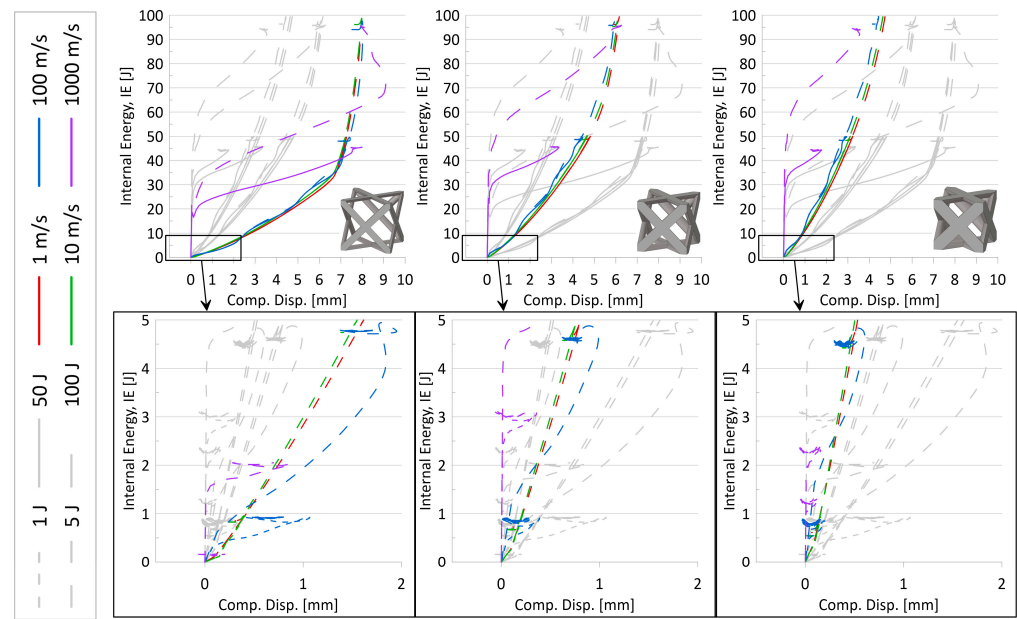 100 m/s
1000 m/s
1 m/s
10 m/s
50 J
100 J
1 J
5 J
Internal Energy, IE [J]
100
90
80
70
60
50
40
30
20
10
0
0 1 2 3 4 5 6 7 8 9 10
Comp. Disp. [mm]
Internal Energy, IE [J]
100
90
80
70
60
50
40
30
20
10
0
0 1 2 3 4 5 6 7 8 9 10
Comp. Disp. [mm]
Internal Energy, IE [J]
100
90
80
70
60
50
40
30
20
10
0
0 1 2 3 4 5 6 7 8 9 10
Comp. Disp. [mm]
Internal Energy, IE [J]
5
4
3
2
1
0
0 1 2
Comp. Disp. [mm]
Internal Energy, IE [J]
5
4
3
2
1
0
0 1 2
Comp. Disp. [mm]
Internal Energy, IE [J]
5
4
3
2
1
0
0 1 2
Comp. Disp. [mm]